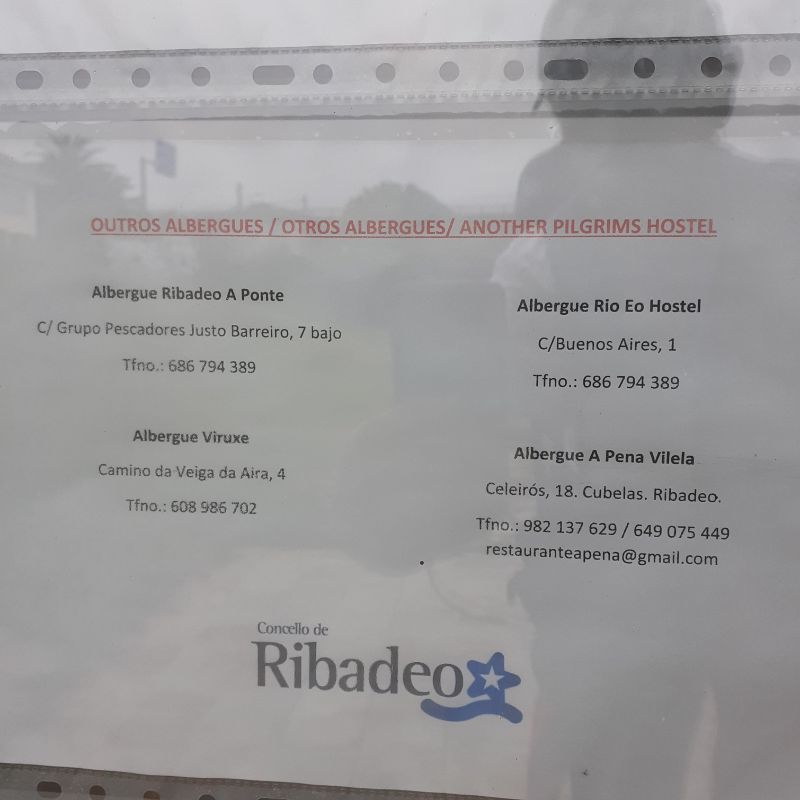 OUTROS ALBERGUES / OTROS ALBERGUES/ ANOTHER PILGRIMS HOSTEL
Albergue Ribadeo A Ponte
C/ Grupo Pescadores Justo Barreiro, 7 bajo
Tfno.: 686 794 389
Albergue Rio Eo Hostel
C/Buenos Aires, 1
Tfno.: 686 794 389
Albergue Viruxe
Camino da Veiga da Aira, 4
Tfno.: 608 986 702
Albergue A Pena Vilela
Celeirós, 18. Cubelas. Ribadeo.
Tfno.: 982 137 629 / 649 075 449
restauranteapena@gmail.com
Concello de
Ribadeo